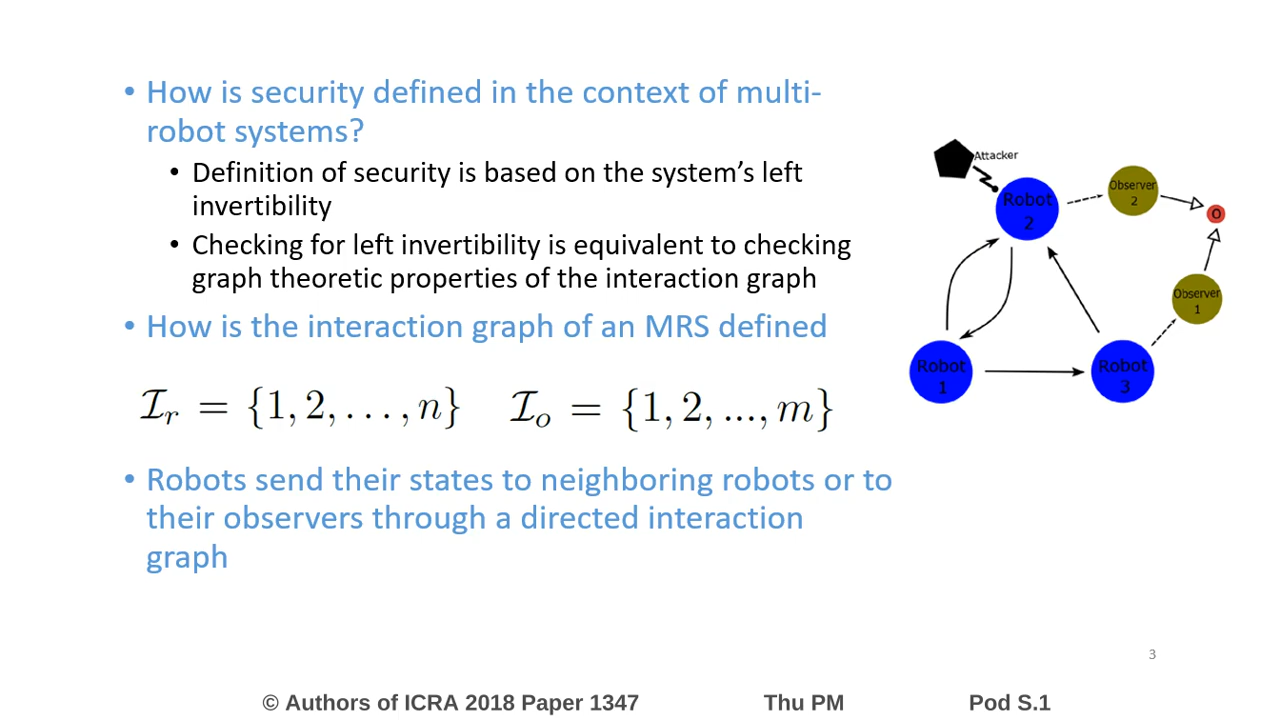 • How is security defined in the context of multi-
robot systems?
• Definition of security is based on the system’s left
invertibility
• Checking for left invertibility is equivalent to checking
graph theoretic properties of the interaction graph
• How is the interaction graph of an MRS defined
ℐr = {1, 2, . . . , n} ℐo = {1, 2, ..., m}
• Robots send their states to neighboring robots or to
their observers through a directed interaction
graph
Attacker
Robot
2
Observer
2
O
Observer
1
Robot
1
Robot
3
3
© Authors of ICRA 2018 Paper 1347 Thu PM Pod S.1